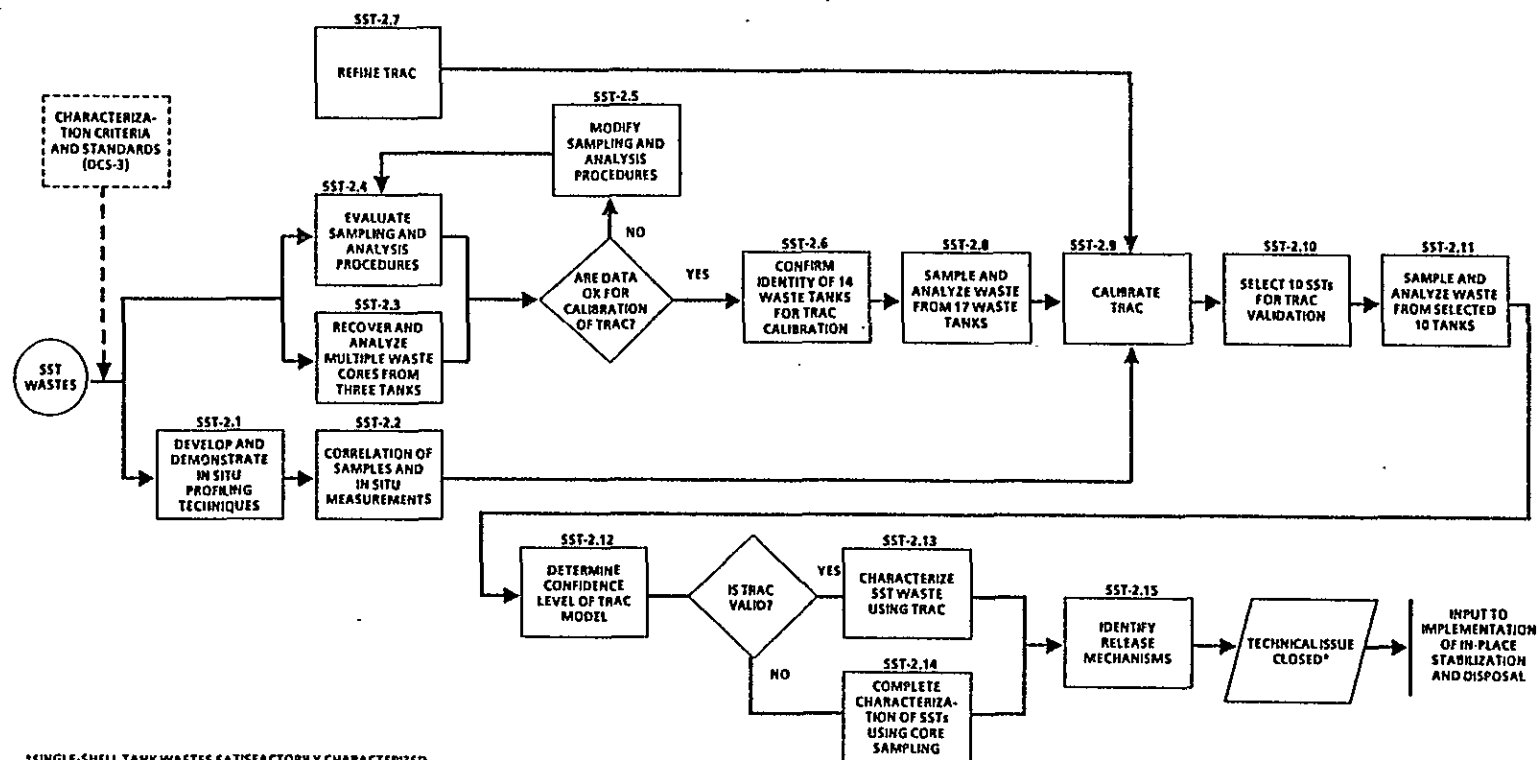 SST-2.7
REFINE TRAC
CHARACTERIZA-
TION CRITERIA
AND STANDARDS
(DCS-3)
SST-2.5
MODIFY
SAMPLING AND
ANALYSIS
PROCEDURES
SST-2.4
EVALUATE
SAMPLING AND
ANALYSIS
PROCEDURES
NO
ARE DATA
OK FOR
CALIBRATION
OF TRAC?
YES
SST-2.6
CONFIRM
IDENTITY OF 14
WASTE TANKS
FOR TRAC
CALIBRATION
SST-2.8
SAMPLE AND
ANALYZE WASTE
FROM 17 WASTE
TANKS
SST-2.9
CALIBRATE
TRAC
SST-2.10
SELECT 10 SSTs
FOR TRAC
VALIDATION
SST-2.11
SAMPLE AND
ANALYZE WASTE
FROM SELECTED
10 TANKS
SST-2.3
RECOVER AND
ANALYZE
MULTIPLE WASTE
CORES FROM
THREE TANKS
SST
WASTES
SST-2.1
DEVELOP AND
DEMONSTRATE
IN SITU
PROFILING
TECHNIQUES
SST-2.2
CORRELATION OF
SAMPLES AND
IN SITU
MEASUREMENTS
SST-2.12
DETERMINE
CONFIDENCE
LEVEL OF TRAC
MODEL
IS TRAC
VALID?
YES
SST-2.13
CHARACTERIZE
SST WASTE
USING TRAC
NO
SST-2.14
COMPLETE
CHARACTERIZA-
TION OF SSTs
USING CORE
SAMPLING
SST-2.15
IDENTIFY
RELEASE
MECHANISMS
TECHNICAL ISSUE
CLOSED*
INPUT TO
IMPLEMENTATION
OF IN-PLACE
STABILIZATION
AND DISPOSAL
*SINGLE-SHELL TANK WASTES SATISFACTORILY CHARACTERIZED